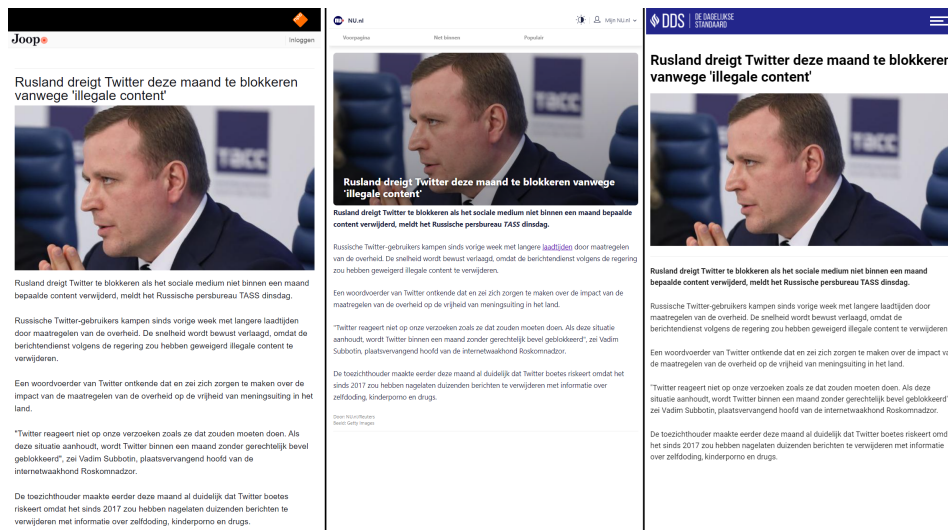 Joop
Inloggen
Rusland dreigt Twitter deze maand te blokkeren
vanwege 'illegale content'
TACC
Rusland dreigt Twitter te blokkeren als het sociale medium niet binnen een maand
bepaalde content verwijderd, meldt het Russische persbureau TASS dinsdag.
Russische Twitter-gebruikers kampen sinds vorige week met langere laadtijden
door maatregelen van de overheid. De snelheid wordt bewust verlaagd, omdat de
berichtendienst volgens de regering zou hebben geweigerd illegale content te
verwijderen.
Een woordvoerder van Twitter ontkende dat en zei zich zorgen te maken over de
impact van de maatregelen van de overheid op de vrijheid van meningsuiting in het
land.
"Twitter reageert niet op onze verzoeken zoals ze dat zouden moeten doen. Als
deze situatie aanhoudt, wordt Twitter binnen een maand zonder gerechtelijk bevel
geblokkeerd", zei Vadim Subbotin, plaatsvervangend hoofd van de
internetwaakhond Roskomnadzor.
De toezichthouder maakte eerder deze maand al duidelijk dat Twitter boetes
riskeert omdat het sinds 2017 zou hebben nagelaten duizenden berichten te
verwijderen met informatie over zelfdoding, kinderporno en drugs.
NU NU.nl
Mijn NU.nl
Voorpagina Net binnen Populair
TACC
Rusland dreigt Twitter deze maand te blokkeren vanwege
'illegale content'
Rusland dreigt Twitter te blokkeren als het sociale medium niet binnen een maand bepaalde
content verwijderd, meldt het Russische persbureau TASS dinsdag.
Russische Twitter-gebruikers kampen sinds vorige week met langere laadtijden door maatregelen
van de overheid. De snelheid wordt bewust verlaagd, omdat de berichtendienst volgens de regering
zou hebben geweigerd illegale content te verwijderen.
Een woordvoerder van Twitter ontkende dat en zei zich zorgen te maken over de impact van de
maatregelen van de overheid op de vrijheid van meningsuiting in het land.
"Twitter reageert niet op onze verzoeken zoals ze dat zouden moeten doen. Als deze situatie
aanhoudt, wordt Twitter binnen een maand zonder gerechtelijk bevel geblokkeerd", zei Vadim
Subbotin, plaatsvervangend hoofd van de internetwaakhond Roskomnadzor.
De toezichthouder maakte eerder deze maand al duidelijk dat Twitter boetes riskeert omdat het
sinds 2017 zou hebben nagelaten duizenden berichten te verwijderen met informatie over
zelfdoding, kinderporno en drugs.
Door: NU.nl/Reuters
Beeld: Getty Images
DDS DE DAGELIJKSE
STANDAARD
Rusland dreigt Twitter deze maand te blokkeren
vanwege 'illegale content'
TACC
Rusland dreigt Twitter te blokkeren als het sociale medium niet binnen een maand
bepaalde content verwijderd, meldt het Russische persbureau TASS dinsdag.
Russische Twitter-gebruikers kampen sinds vorige week met langere laadtijden door
maatregelen van de overheid. De snelheid wordt bewust verlaagd, omdat de
berichtendienst volgens de regering zou hebben geweigerd illegale content te verwijderen
Een woordvoerder van Twitter ontkende dat en zei zich zorgen te maken over de impact va
de maatregelen van de overheid op de vrijheid van meningsuiting in het land.
"Twitter reageert niet op onze verzoeken zoals ze dat zouden moeten doen. Als deze
situatie aanhoudt, wordt Twitter binnen een maand zonder gerechtelijk bevel geblokkeerd"
zei Vadim Subbotin, plaatsvervangend hoofd van de internetwaakhond Roskomnadzor.
De toezichthouder maakte eerder deze maand al duidelijk dat Twitter boetes riskeert omd
het sinds 2017 zou hebben nagelaten duizenden berichten te verwijderen met informatie
over zelfdoding, kinderporno en drugs.